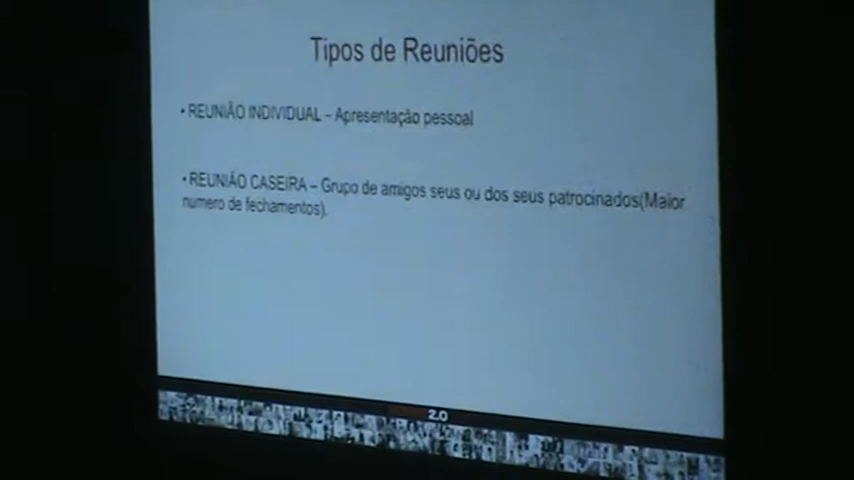 Tipos de Reuniões
• REUNIÃO INDIVIDUAL – Apresentação pessoal
• REUNIÃO CASEIRA – Grupo de amigos seus ou dos seus patrocinados(Maior
numero de fechamentos).
2.0